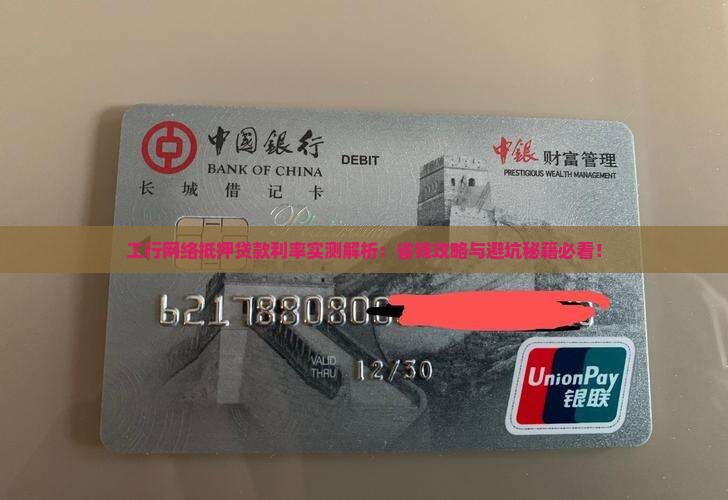 中国銀行
BANK OF CHINA
DEBIT
长城借记卡
中銀 财富管理
PRESTIGIOUS WEALTH MANAGEMENT
工行网络抵押贷款利率实测解析：省钱攻略与避坑秘籍必看！
621788080
VALID
THRU 12/30
UnionPay
银联